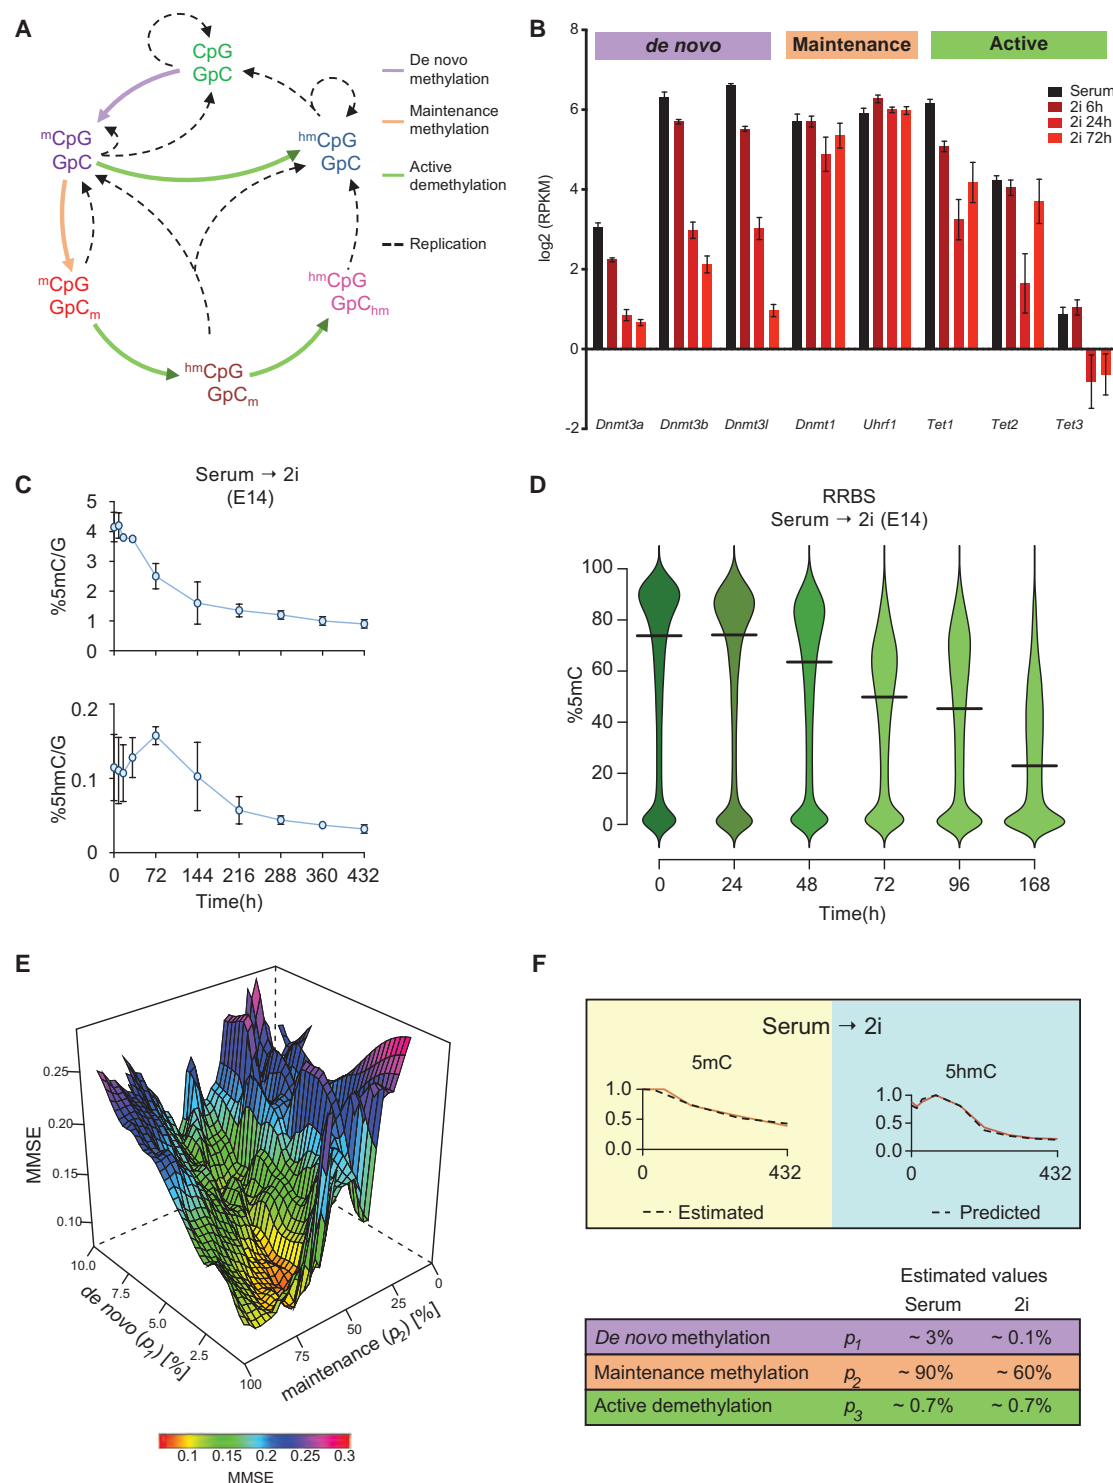 A
CpG
GpC
mCpG
GpC
hmCpG
GpC
mCpG
GpCm
hmCpG
GpChm
hmCpG
GpCm
De novo
methylation
Maintenance
methylation
Active
demethylation
Replication
B
de novo
Maintenance
Active
Serum
2i 6h
2i 24h
2i 72h
log2 (RPKM)
8
6
4
2
0
-2
Dnmt3a Dnmt3b Dnmt3l Dnmt1 Uhrf1 Tet1 Tet2 Tet3
C
Serum → 2i
(E14)
%5mC/G
5
4
3
2
1
0
%5hmC/G
0.2
0.1
0
0 72 144 216 288 360 432
Time(h)
D
RRBS
Serum → 2i (E14)
%5mC
100
80
60
40
20
0
0 24 48 72 96 168
Time(h)
E
MMSE
0.25
0.20
0.15
0.10
10.0
7.5
5.0
2.5
de novo (p1) [%]
100
75
50
25
0
maintenance (p2) [%]
0.1 0.15 0.2 0.25 0.3
MMSE
F
Serum → 2i
5mC
1.0
0.5
0.0
0 432
Estimated
5hmC
1.0
0.5
0.0
0 432
Predicted
Estimated values
Serum 2i
De novo methylation p1 ~ 3% ~ 0.1%
Maintenance methylation p2 ~ 90% ~ 60%
Active demethylation p3 ~ 0.7% ~ 0.7%